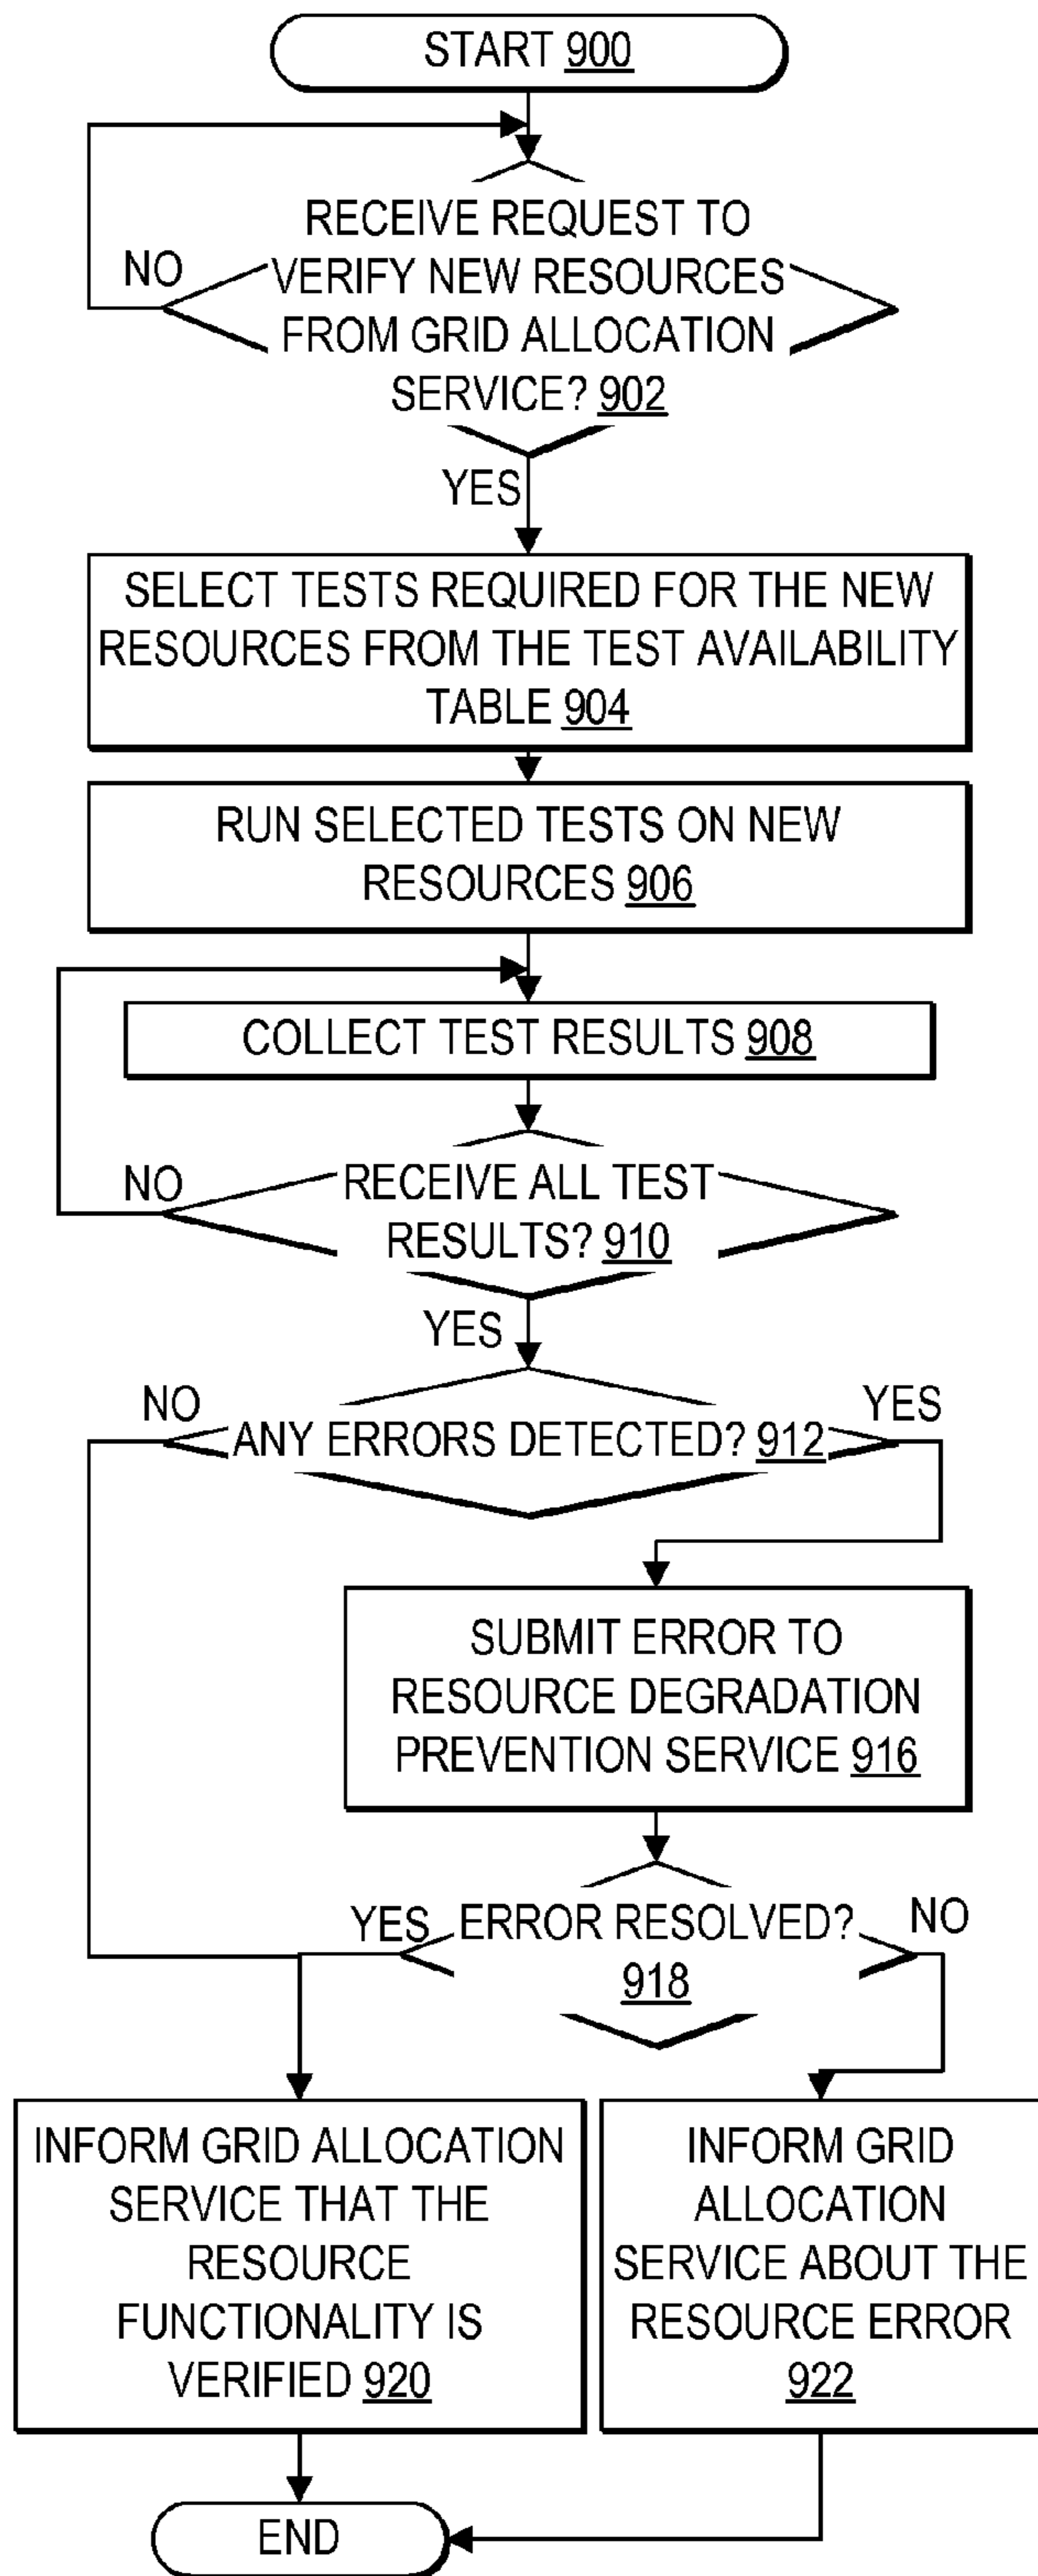 START 900
RECEIVE REQUEST TO
NO
VERIFY NEW RESOURCES
FROM GRID ALLOCATION
SERVICE? 902
YES
SELECT TESTS REQUIRED FOR THE NEW
RESOURCES FROM THE TEST AVAILABILITY
TABLE 904
RUN SELECTED TESTS ON NEW
RESOURCES 906
COLLECT TEST RESULTS 908
NO
RECEIVE ALL TEST
RESULTS? 910
YES
NO
YES
ANY ERRORS DETECTED? 912
SUBMIT ERROR TO
RESOURCE DEGRADATION
PREVENTION SERVICE 916
YES
ERROR RESOLVED?
NO
918
INFORM GRID ALLOCATION
SERVICE THAT THE
RESOURCE
FUNCTIONALITY IS
VERIFIED 920
INFORM GRID
ALLOCATION
SERVICE ABOUT THE
RESOURCE ERROR
922
END